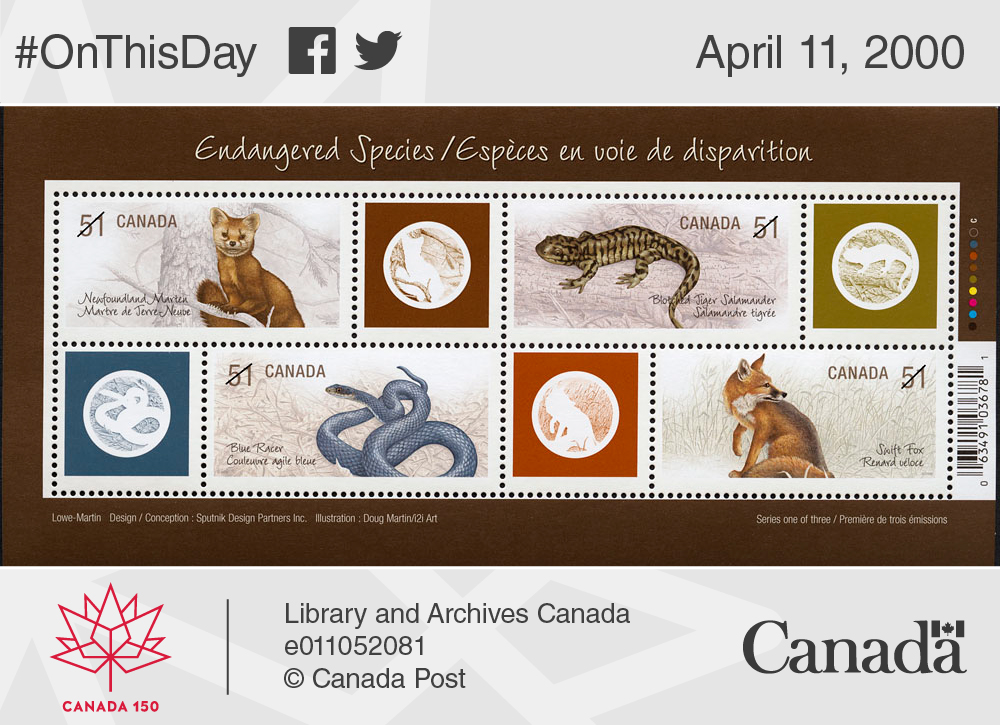 #OnThisDay
April 11, 2000
Endangered Species / Espèces en voie de disparition
51 CANADA
Newfoundland Marten
Martre de Terre-Neuve
CANADA 51
Blotched Tiger Salamander
Salamandre tigrée
C
51 CANADA
Blue Racer
Couleuvre agile bleue
CANADA 51
Swift Fox
Renard véloce
0 63491 03678 1
Lowe-Martin Design / Conception : Sputnik Design Partners Inc. Illustration : Doug Martin/i2i Art
Series one of three / Première de trois émissions
CANADA 150
Library and Archives Canada
e011052081
© Canada Post
Canada